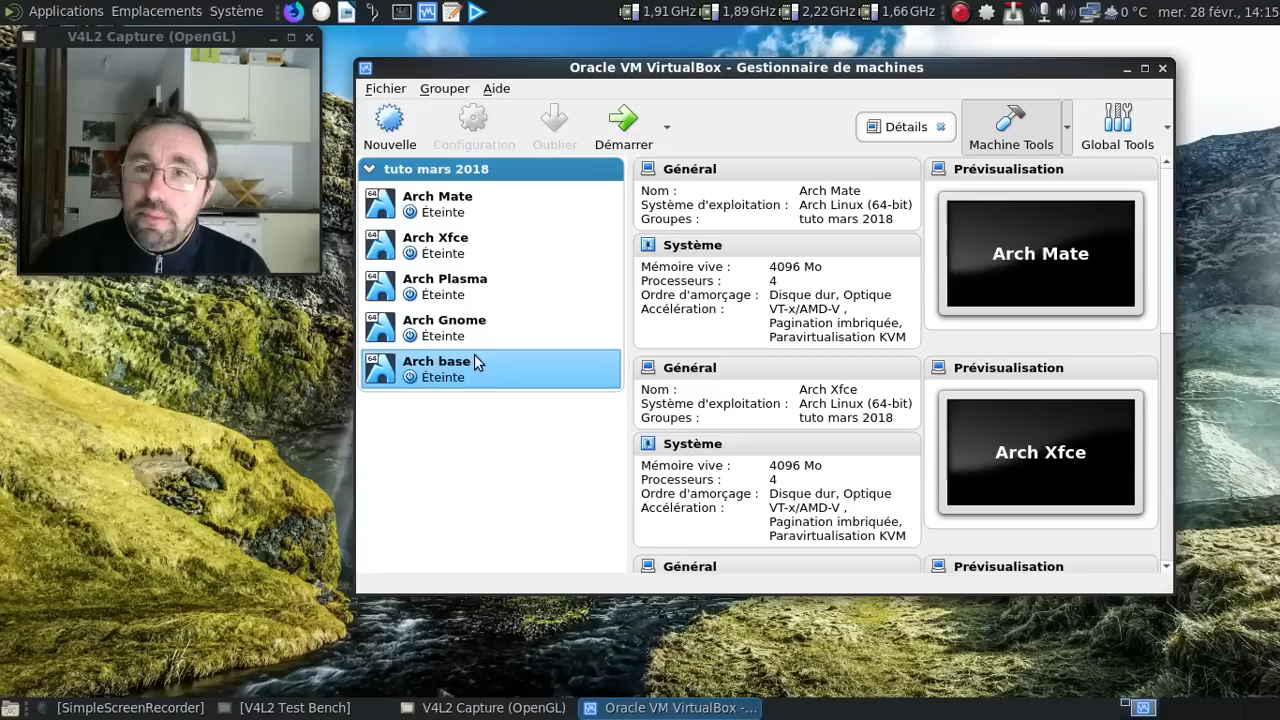 Applications Emplacements Système 1,91 GHz 1,89 GHz 2,22 GHz 1,66 GHz 0 °C mer. 28 févr., 14:15
V4L2 Capture (OpenGL)
Oracle VM VirtualBox - Gestionnaire de machines
Fichier Grouper Aide
Nouvelle Configuration Oublier Démarrer Détails Machine Tools Global Tools
tuto mars 2018
64 Arch Mate
Éteinte
64 Arch Xfce
Éteinte
64 Arch Plasma
Éteinte
64 Arch Gnome
Éteinte
64 Arch base
Éteinte
Général
Nom : Arch Mate
Système d'exploitation : Arch Linux (64-bit)
Groupes : tuto mars 2018
Système
Mémoire vive : 4096 Mo
Processeurs : 4
Ordre d'amorçage : Disque dur, Optique
Accélération : VT-x/AMD-V ,
Pagination imbriquée,
Paravirtualisation KVM
Prévisualisation
Arch Mate
Général
Nom : Arch Xfce
Système d'exploitation : Arch Linux (64-bit)
Groupes : tuto mars 2018
Système
Mémoire vive : 4096 Mo
Processeurs : 4
Ordre d'amorçage : Disque dur, Optique
Accélération : VT-x/AMD-V ,
Pagination imbriquée,
Paravirtualisation KVM
Prévisualisation
Arch Xfce
Général
Prévisualisation
[SimpleScreenRecorder] [V4L2 Test Bench] V4L2 Capture (OpenGL) Oracle VM VirtualBox -...